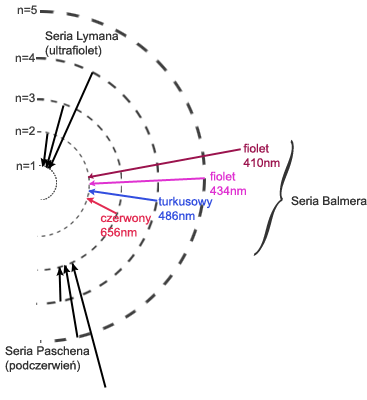 n=5
Seria Lymana
(ultrafiolet)
n=4
n=3
n=2
n=1
fiolet
410nm
fiolet
434nm
turkusowy
486nm
czerwony
656nm
Seria Balmera
Seria Paschena
(podczerwień)